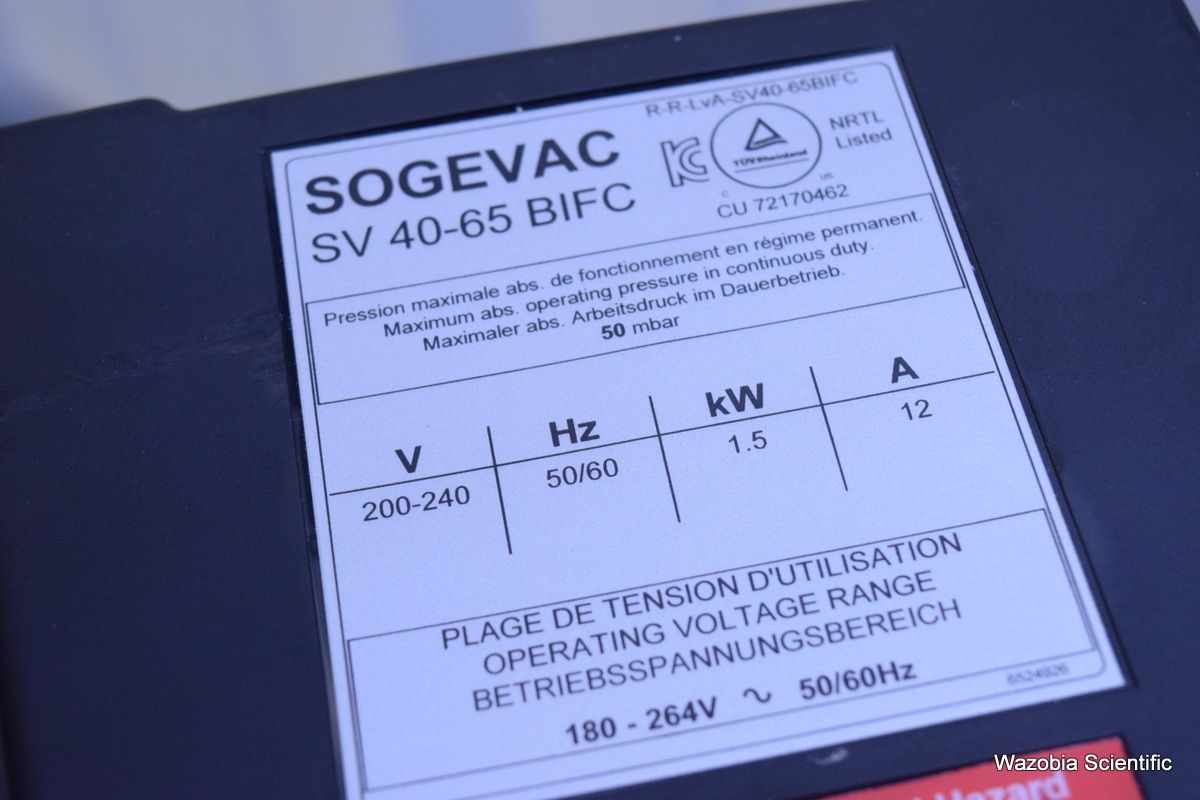 R-R-LvA-SV40-65BIFC
SOGEVAC
SV 40-65 BIFC
TÜVRheinland
NRTL
Listed
c us
CU 72170462
Pression maximale abs. de fonctionnement en régime permanent.
Maximum abs. operating pressure in continuous duty.
Maximaler abs. Arbeitsdruck im Dauerbetrieb.
50 mbar
V Hz kW A
200-240 50/60 1.5 12
PLAGE DE TENSION D'UTILISATION
OPERATING VOLTAGE RANGE
BETRIEBSSPANNUNGSBEREICH
180 - 264V ∿ 50/60Hz
Hazard
Wazobia Scientific